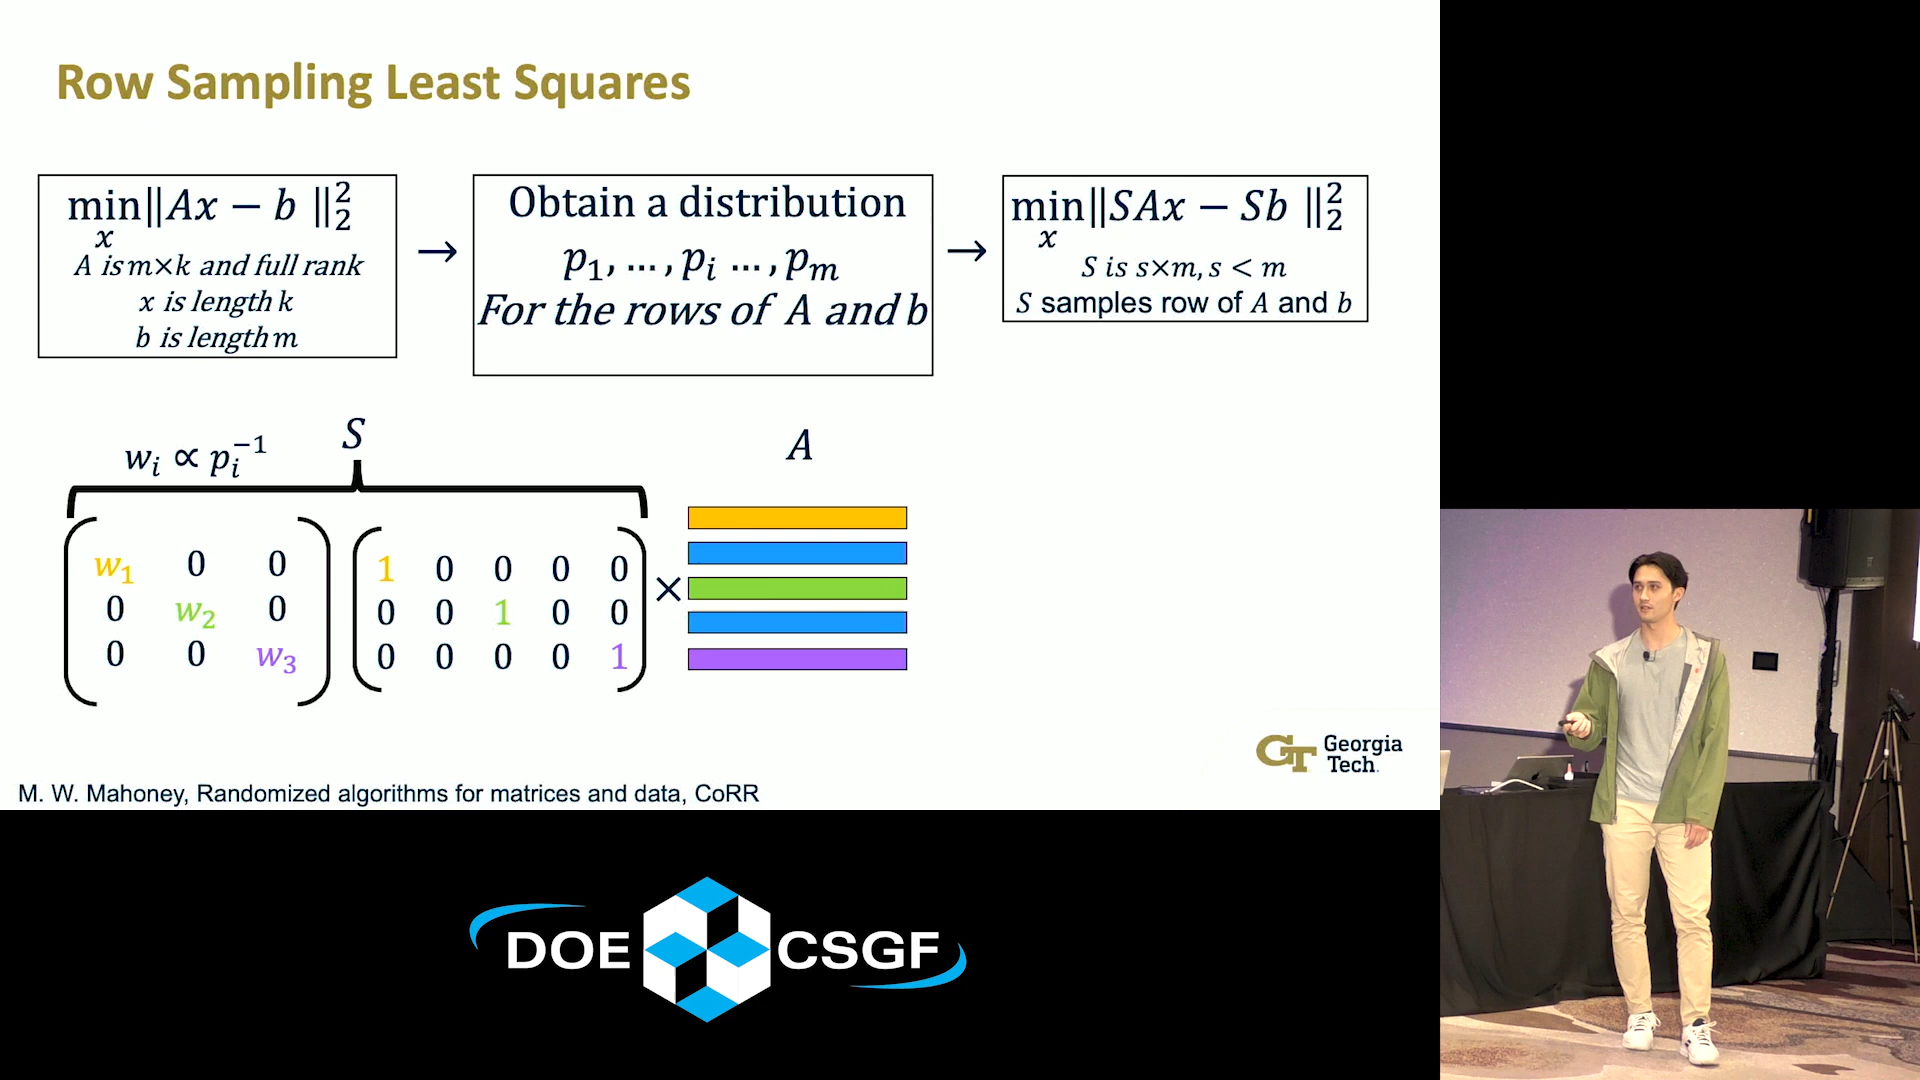 Row Sampling Least Squares
min‖Ax − b ‖₂²
x
A is m×k and full rank
x is length k
b is length m
→
Obtain a distribution
p₁, … , pᵢ … , pₘ
For the rows of A and b
→
min‖SAx − Sb ‖₂²
x
S is s×m, s < m
S samples row of A and b
wᵢ ∝ pᵢ⁻¹
S
A
w₁ 0 0
0 w₂ 0
0 0 w₃
1 0 0 0 0
0 0 1 0 0
0 0 0 0 1
×
GT Georgia Tech.
M. W. Mahoney, Randomized algorithms for matrices and data, CoRR
DOE CSGF